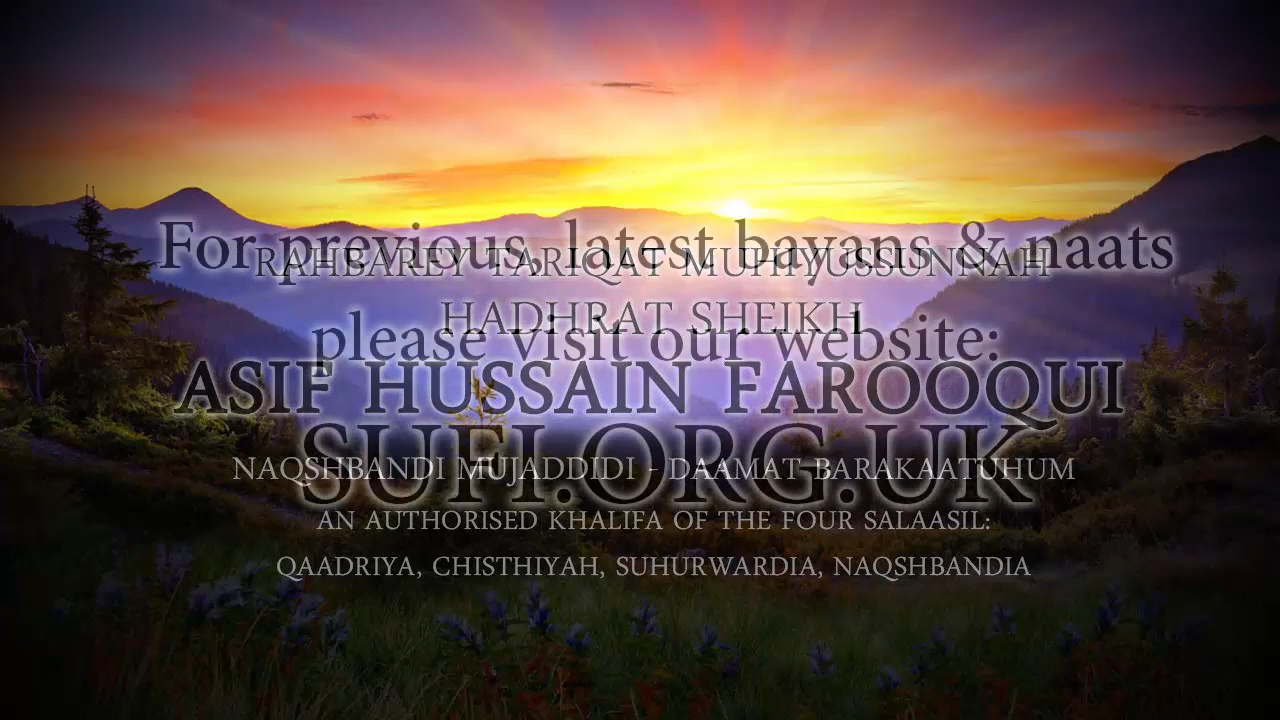 For previous, latest bayans & naats
please visit our website:
SUFI.ORG.UK
RAHBAREY TARIQAT MUHIYUSSUNNAH
HADHRAT SHEIKH
ASIF HUSSAIN FAROOQUI
NAQSHBANDI MUJADDIDI - DAAMAT BARAKAATUHUM
AN AUTHORISED KHALIFA OF THE FOUR SALAASIL:
QAADRIYA, CHISTHIYAH, SUHURWARDIA, NAQSHBANDIA